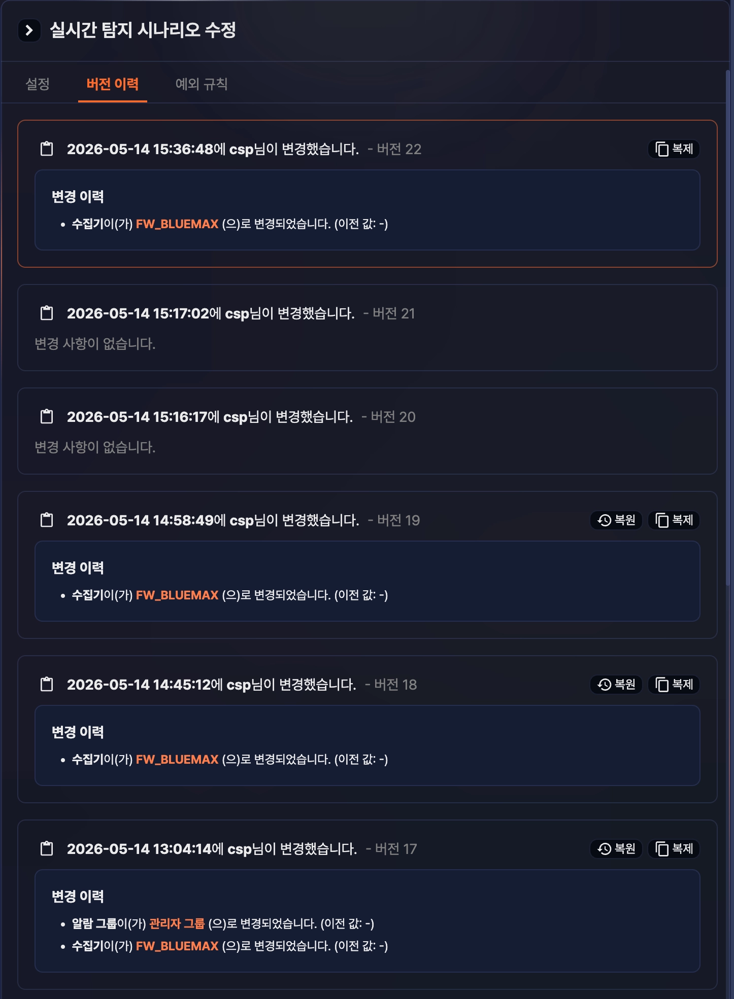 실시간 탐지 시나리오 수정
설정 버전 이력 예외 규칙
2026-05-14 15:36:48에 csp님이 변경했습니다. - 버전 22 복제
변경 이력
• 수집기이(가) FW_BLUEMAX (으)로 변경되었습니다. (이전 값: -)
2026-05-14 15:17:02에 csp님이 변경했습니다. - 버전 21
변경 사항이 없습니다.
2026-05-14 15:16:17에 csp님이 변경했습니다. - 버전 20
변경 사항이 없습니다.
2026-05-14 14:58:49에 csp님이 변경했습니다. - 버전 19 복원 복제
변경 이력
• 수집기이(가) FW_BLUEMAX (으)로 변경되었습니다. (이전 값: -)
2026-05-14 14:45:12에 csp님이 변경했습니다. - 버전 18 복원 복제
변경 이력
• 수집기이(가) FW_BLUEMAX (으)로 변경되었습니다. (이전 값: -)
2026-05-14 13:04:14에 csp님이 변경했습니다. - 버전 17 복원 복제
변경 이력
• 알람 그룹이(가) 관리자 그룹 (으)로 변경되었습니다. (이전 값: -)
• 수집기이(가) FW_BLUEMAX (으)로 변경되었습니다. (이전 값: -)